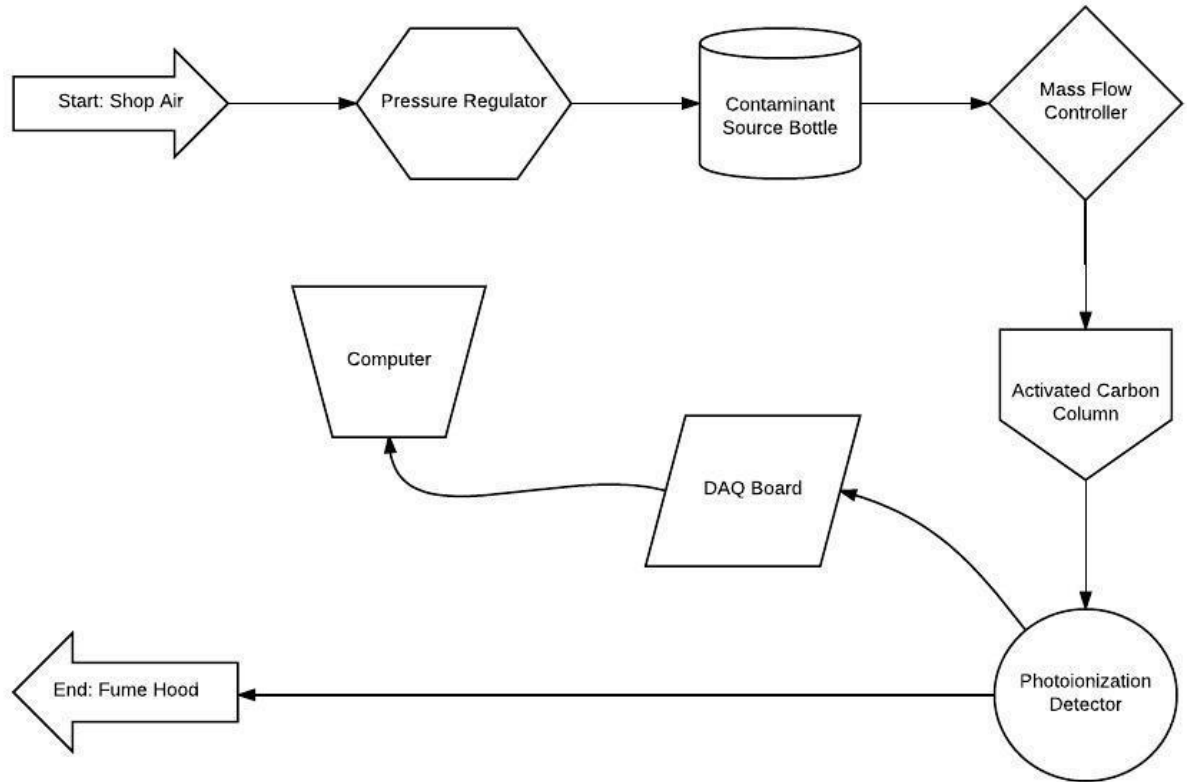 Start: Shop Air
Pressure Regulator
Contaminant
Source Bottle
Mass Flow
Controller
Computer
Activated Carbon
Column
DAQ Board
End: Fume Hood
Photoionization
Detector